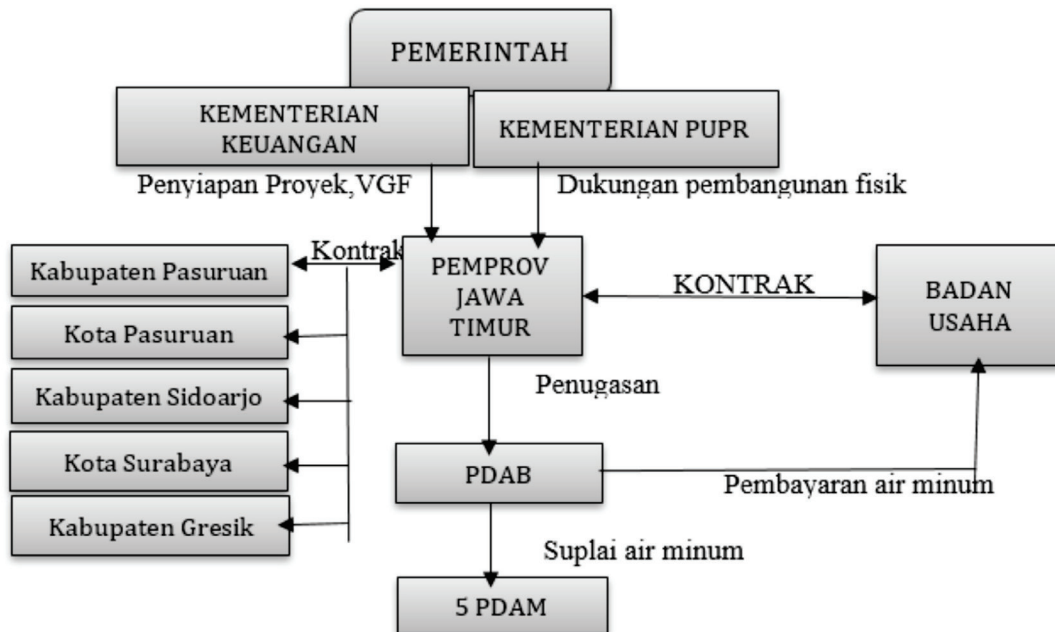 PEMERINTAH
KEMENTERIAN
KEUANGAN
KEMENTERIAN PUPR
Penyiapan Proyek,VGF
Dukungan pembangunan fisik
Kontrak
Kabupaten Pasuruan
Kota Pasuruan
Kabupaten Sidoarjo
Kota Surabaya
Kabupaten Gresik
PEMPROV
JAWA
TIMUR
KONTRAK
BADAN
USAHA
Penugasan
PDAB
Pembayaran air minum
Suplai air minum
5 PDAM